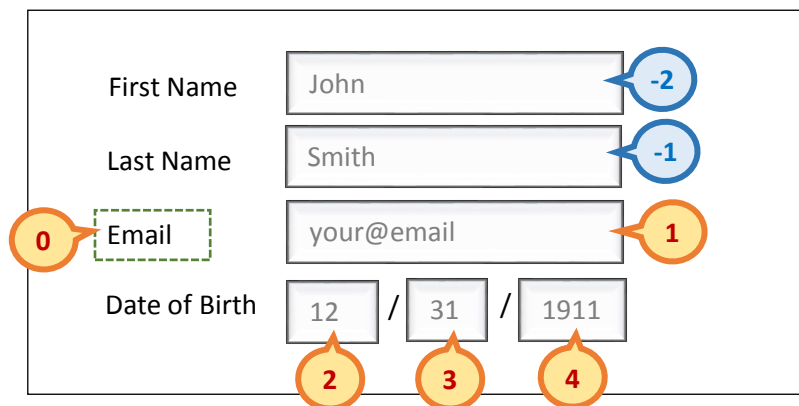 First Name John -2
Last Name Smith -1
0 Email your@email 1
Date of Birth 12 / 31 / 1911
2 3 4